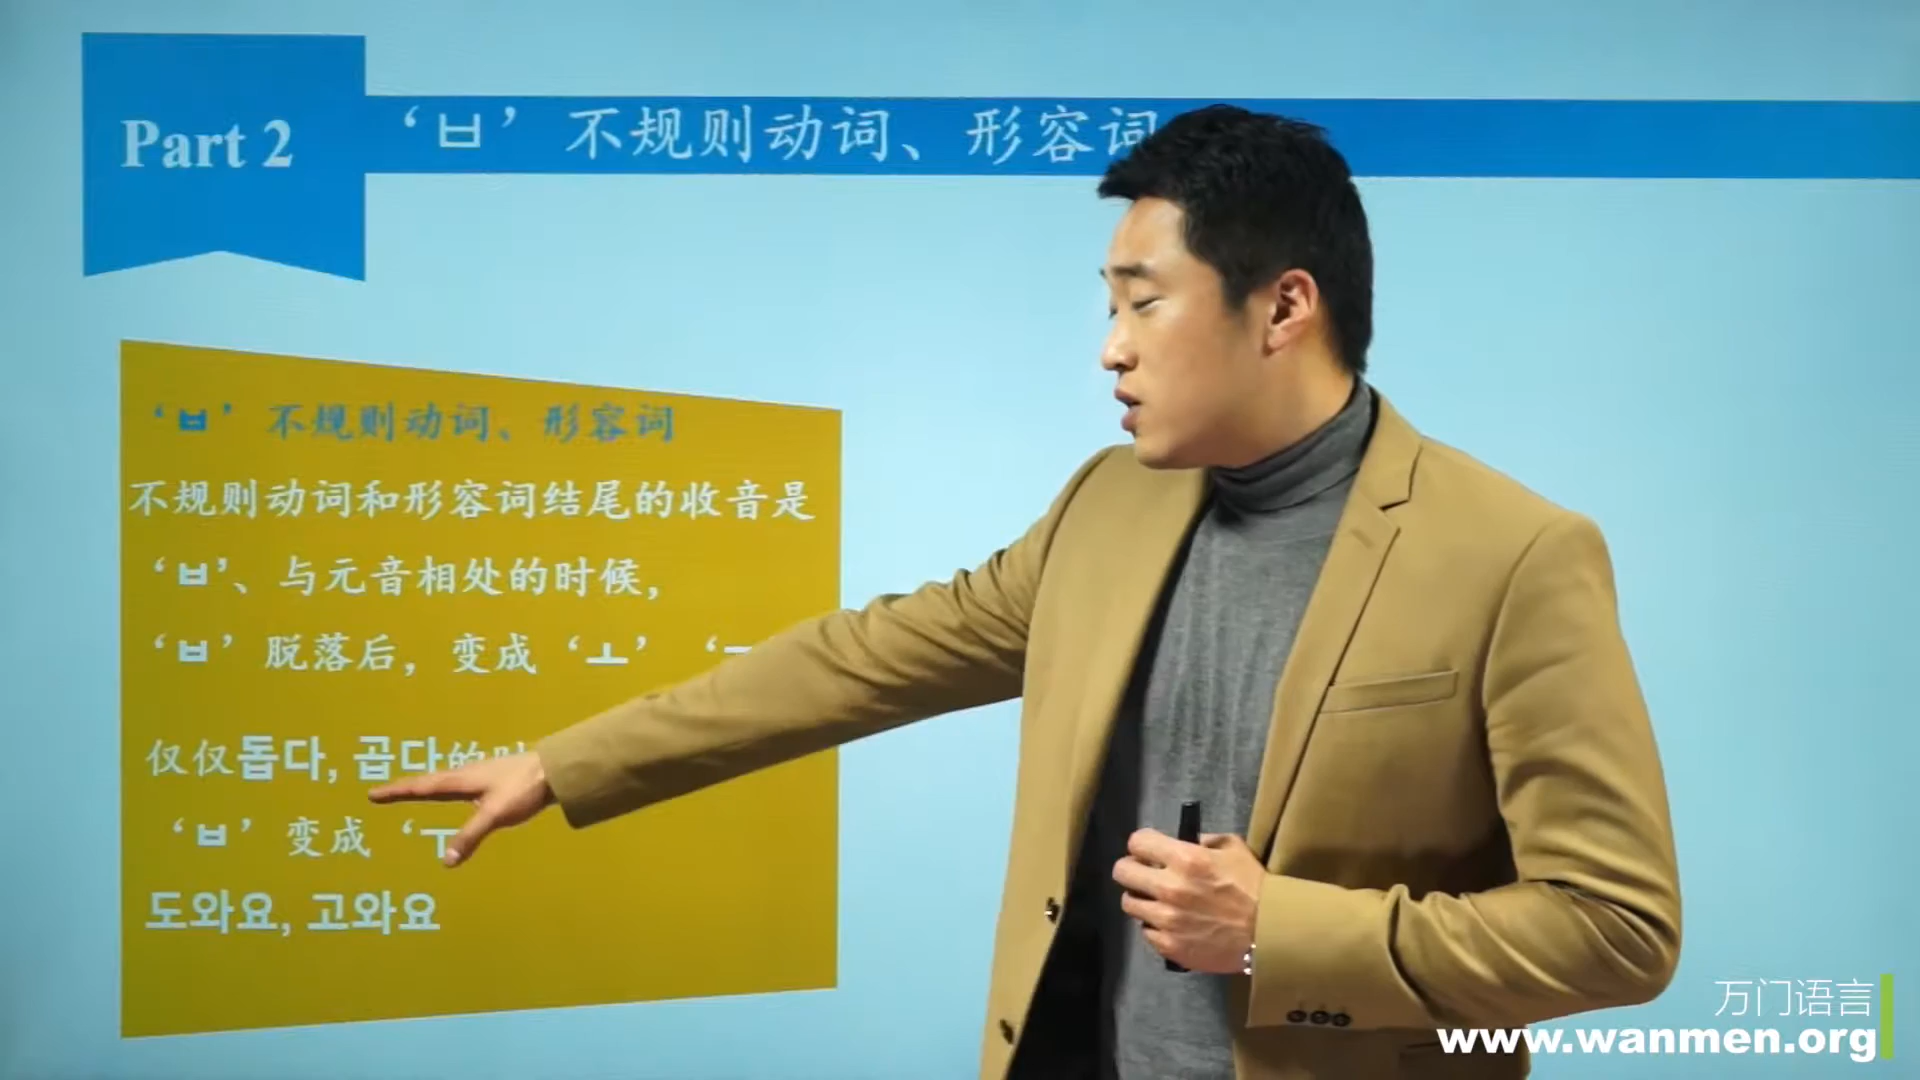 Part 2
‘ㅂ’不规则动词、形容词
‘ㅂ’不规则动词、形容词
不规则动词和形容词结尾的收音是
‘ㅂ’、与元音相处的时候，
‘ㅂ’脱落后，变成‘ㅗ’
仅仅돕다, 곱다的
‘ㅂ’变成‘ㅜ
도와요, 고와요
万门语言
www.wanmen.org